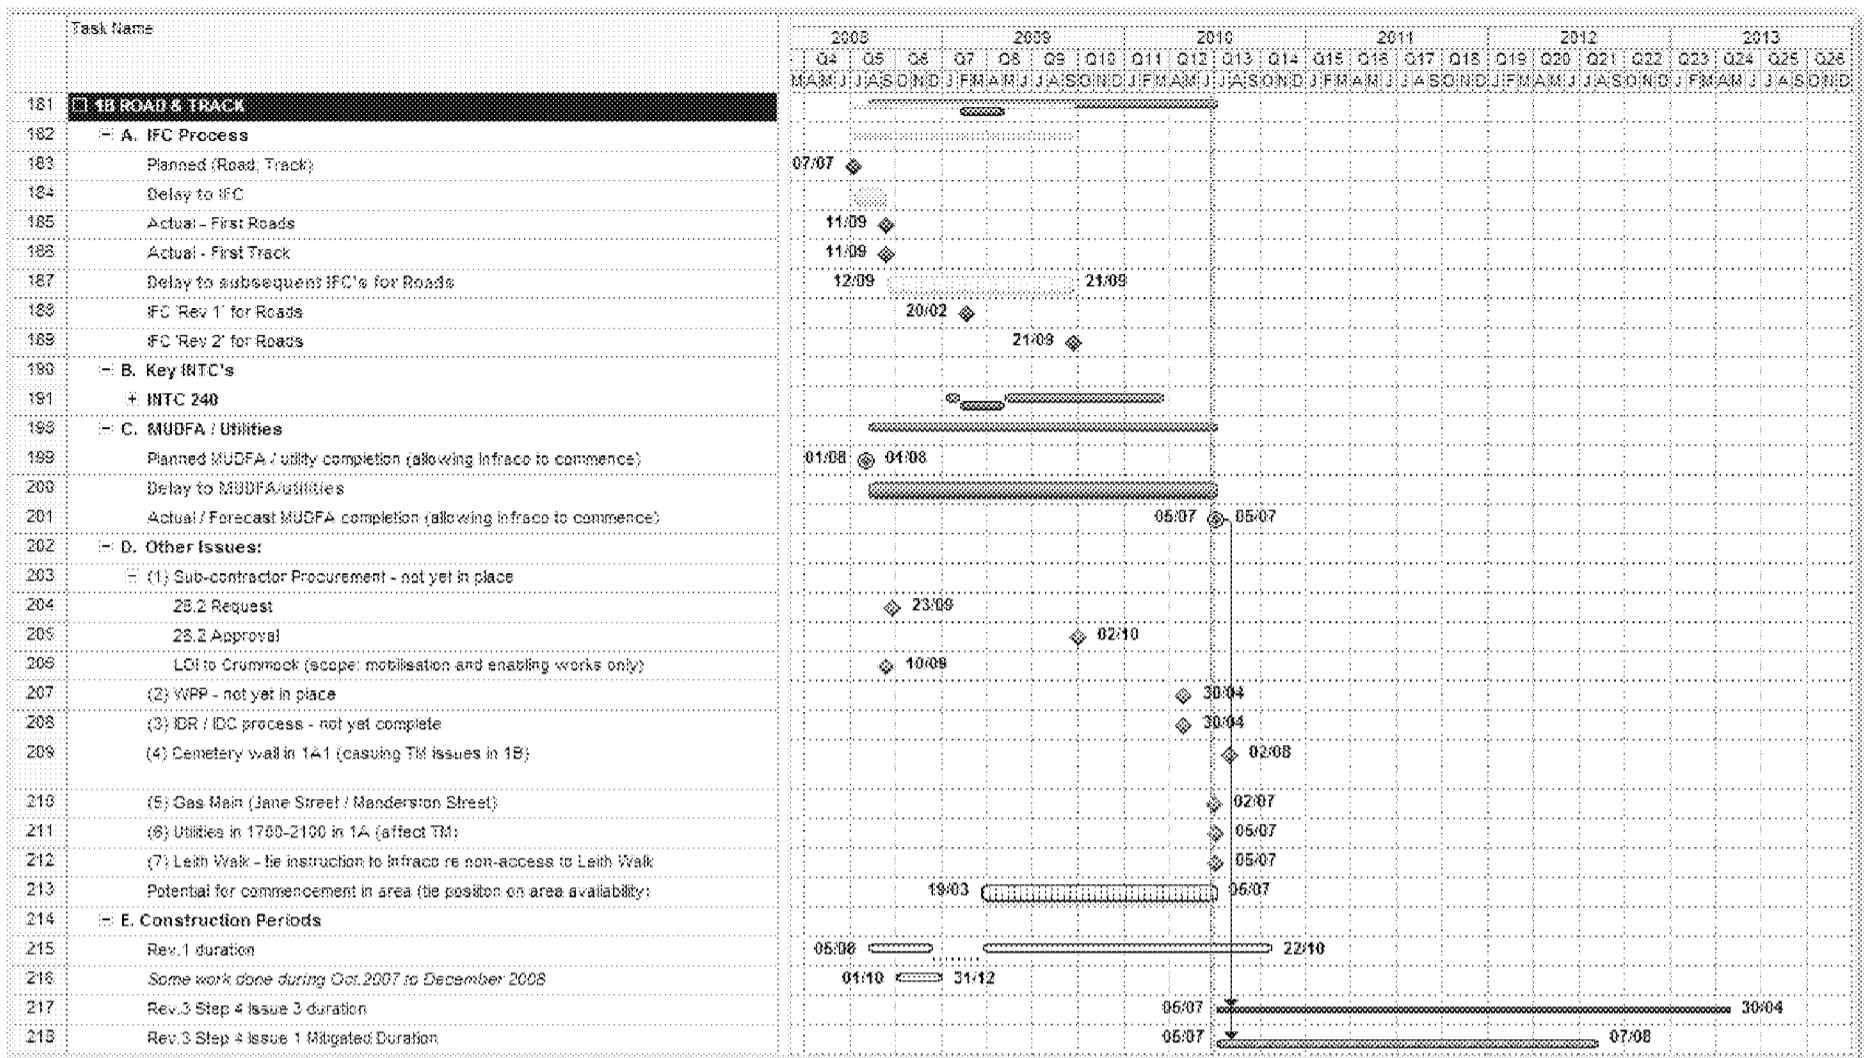 Task Name
2008 2009 2010 2011 2012 2013
Q4 Q5 Q6 Q7 Q8 Q9 Q10 Q11 Q12 Q13 Q14 Q15 Q16 Q17 Q18 Q19 Q20 Q21 Q22 Q23 Q24 Q25 Q26
M A M J J A S O N D J F M A M J J A S O N D J F M A M J J A S O N D J F M A M J J A S O N D J F M A M J J A S O N D J F M A M J J A S O N D
181 1B ROAD & TRACK
182 A. IFC Process
183 Planned (Road; Track) 07/07
184 Delay to IFC
185 Actual - First Roads 11/09
186 Actual - First Track 11/09
187 Delay to subsequent IFC's for Roads 12/09 21/09
188 IFC 'Rev 1' for Roads 20/02
189 IFC 'Rev 2' for Roads 21/09
190 B. Key INTC's
191 INTC 240
198 C. MUDFA / Utilities
199 Planned MUDFA / utility completion (allowing Infraco to commence) 01/08 01/08
200 Delay to MUDFA/utilities
201 Actual / Forecast MUDFA completion (allowing Infraco to commence) 05/07 05/07
202 D. Other Issues:
203 (1) Sub-contractor Procurement - not yet in place
204 28.2 Request 23/09
205 28.2 Approval 02/10
206 LOI to Crummock (scope: mobilisation and enabling works only) 10/09
207 (2) WPP - not yet in place 30/04
208 (3) IDR / IDC process - not yet complete 30/04
209 (4) Cemetery wall in 1A1 (casuing TM issues in 1B) 02/08
210 (5) Gas Main (Jane Street / Manderston Street) 02/07
211 (6) Utilities in 1700-2100 in 1A (affect TM) 05/07
212 (7) Leith Walk - tie instruction to Infraco re non-access to Leith Walk 05/07
213 Potential for commencement in area (tie position on area availability) 19/03 05/07
214 E. Construction Periods
215 Rev.1 duration 05/08 22/10
216 Some work done during Oct.2007 to December 2008 01/10 31/12
217 Rev.3 Step 4 Issue 3 duration 05/07 30/04
218 Rev.3 Step 4 Issue 1 Mitigated Duration 05/07 07/08